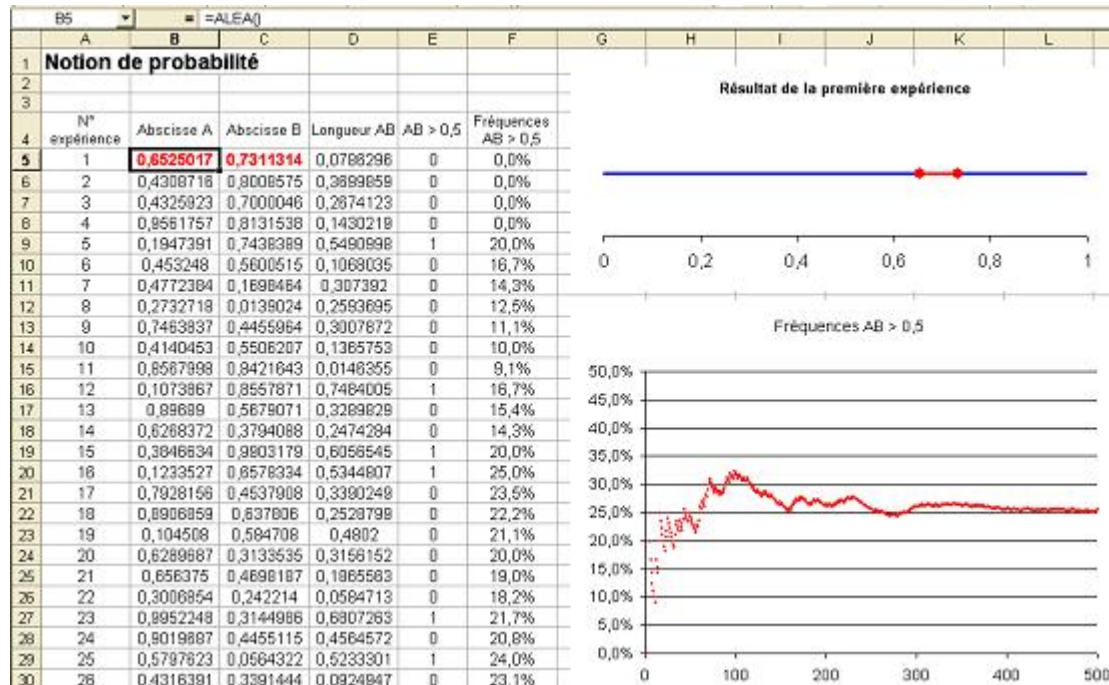 B5 = =ALEA()
A B C D E F G H I J K L
1 Notion de probabilité
2
3
4 N° expérience Abscisse A Abscisse B Longueur AB AB > 0,5 Fréquences AB > 0,5
5 1 0,6525017 0,7311314 0,0786296 0 0,0%
6 2 0,4308716 0,8008575 0,3699859 0 0,0%
7 3 0,4325923 0,7000046 0,2674123 0 0,0%
8 4 0,9561757 0,8131538 0,1430219 0 0,0%
9 5 0,1947391 0,7438389 0,5490998 1 20,0%
10 6 0,453248 0,5600515 0,1068035 0 16,7%
11 7 0,4772384 0,1698464 0,307392 0 14,3%
12 8 0,2732718 0,0139024 0,2593695 0 12,5%
13 9 0,7463837 0,4455964 0,3007872 0 11,1%
14 10 0,4140453 0,5506207 0,1365753 0 10,0%
15 11 0,8567998 0,8421643 0,0146355 0 9,1%
16 12 0,1073867 0,8557871 0,7484005 1 16,7%
17 13 0,89689 0,5679071 0,3289829 0 15,4%
18 14 0,6268372 0,3794088 0,2474284 0 14,3%
19 15 0,3846634 0,9903179 0,6056545 1 20,0%
20 16 0,1233527 0,6578334 0,5344807 1 25,0%
21 17 0,7928156 0,4537908 0,3390248 0 23,5%
22 18 0,8906859 0,637806 0,2528799 0 22,2%
23 19 0,104508 0,584708 0,4802 0 21,1%
24 20 0,6289687 0,3133535 0,3156152 0 20,0%
25 21 0,656375 0,4698187 0,1865563 0 19,0%
26 22 0,3006854 0,242214 0,0584713 0 18,2%
27 23 0,9952248 0,3144986 0,6807263 1 21,7%
28 24 0,9019687 0,4455115 0,4564572 0 20,8%
29 25 0,5797623 0,0564322 0,5233301 1 24,0%
30 26 0,4316391 0,3391444 0,0924947 0 23,1%
Résultat de la première expérience
0 0,2 0,4 0,6 0,8 1
Fréquences AB > 0,5
50,0%
45,0%
40,0%
35,0%
30,0%
25,0%
20,0%
15,0%
10,0%
5,0%
0,0%
0 100 200 300 400 500